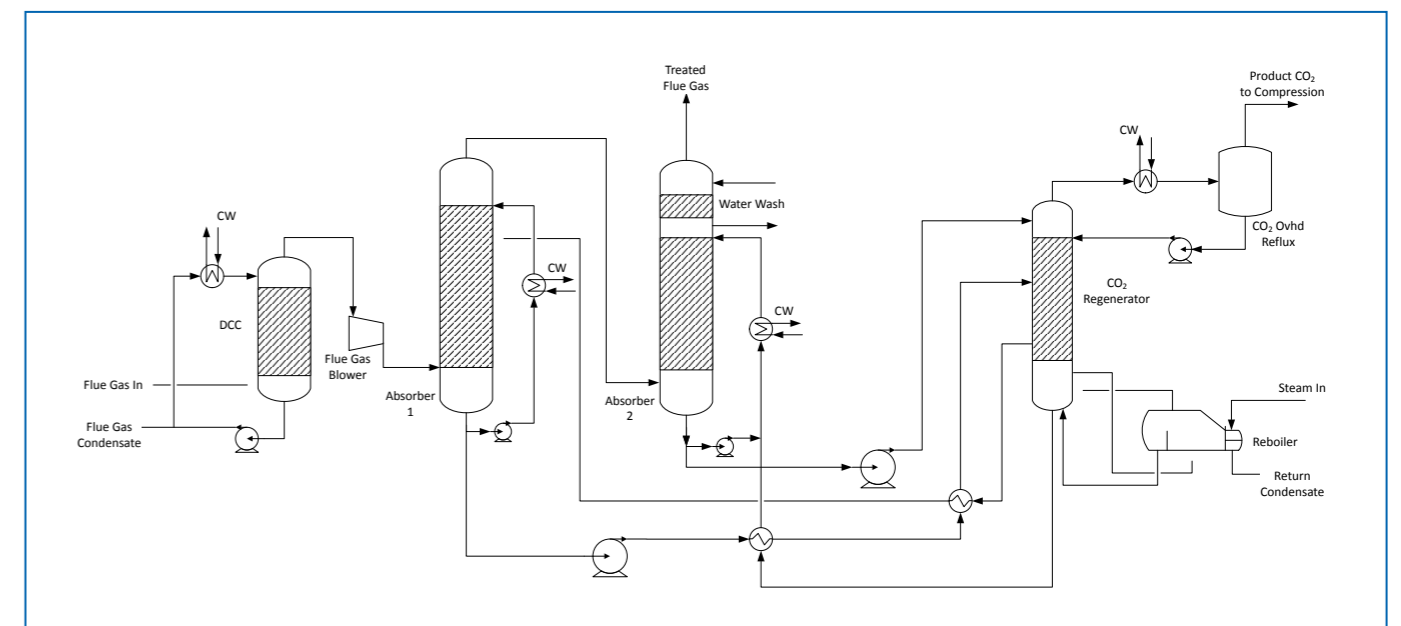 Treated
Flue Gas
Product CO₂
to Compression
CW
Water Wash
CW
CO₂ Ovhd
Reflux
CW
CO₂
Regenerator
DCC
CW
Flue Gas
Blower
Flue Gas In
Absorber
1
Absorber
2
Steam In
Flue Gas
Condensate
Reboiler
Return
Condensate